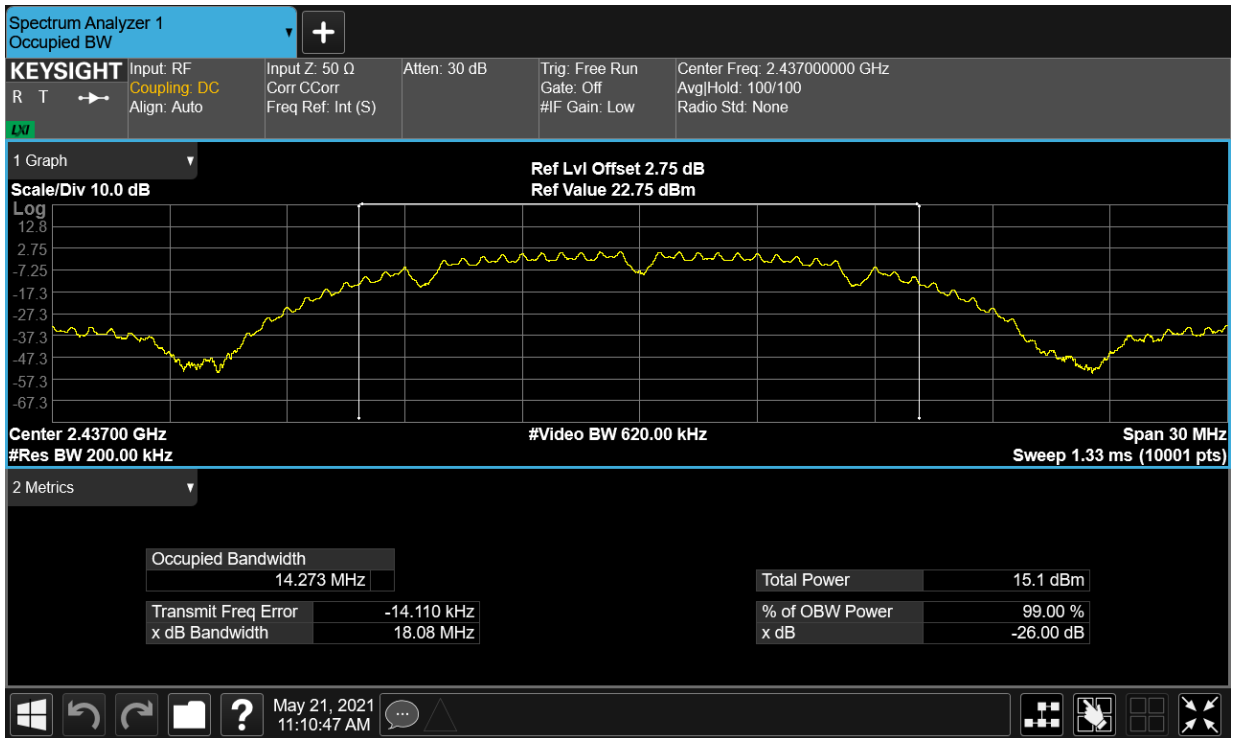 Spectrum Analyzer 1
Occupied BW
KEYSIGHT
R T
LXI
Input: RF
Coupling: DC
Align: Auto
Input Z: 50 Ω
Corr CCorr
Freq Ref: Int (S)
Atten: 30 dB
Trig: Free Run
Gate: Off
#IF Gain: Low
Center Freq: 2.437000000 GHz
Avg|Hold: 100/100
Radio Std: None
1 Graph
Scale/Div 10.0 dB
Ref Lvl Offset 2.75 dB
Ref Value 22.75 dBm
Log
12.8
2.75
-7.25
-17.3
-27.3
-37.3
-47.3
-57.3
-67.3
Center 2.43700 GHz
#Video BW 620.00 kHz
Span 30 MHz
#Res BW 200.00 kHz
Sweep 1.33 ms (10001 pts)
2 Metrics
Occupied Bandwidth
14.273 MHz
Total Power 15.1 dBm
Transmit Freq Error -14.110 kHz
% of OBW Power 99.00 %
x dB Bandwidth 18.08 MHz
x dB -26.00 dB
?
May 21, 2021
11:10:47 AM